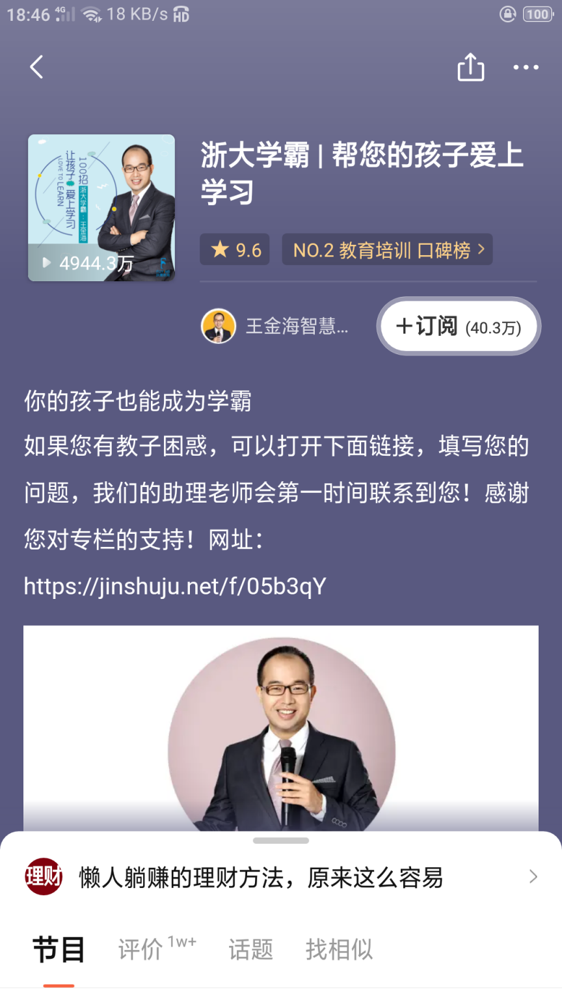 18:46 4G 18 KB/s HD 100
让孩子爱上学习
LOVE TO LEARN
100招
浙大学霸：王金海
4944.3万
浙大学霸 | 帮您的孩子爱上
学习
9.6
NO.2 教育培训 口碑榜
王金海智慧...
+订阅 (40.3万)
你的孩子也能成为学霸
如果您有教子困惑，可以打开下面链接，填写您的
问题，我们的助理老师会第一时间联系到您！感谢
您对专栏的支持！网址：
https://jinshuju.net/f/05b3qY
理财
懒人躺赚的理财方法，原来这么容易
节目 评价 1w+ 话题 找相似